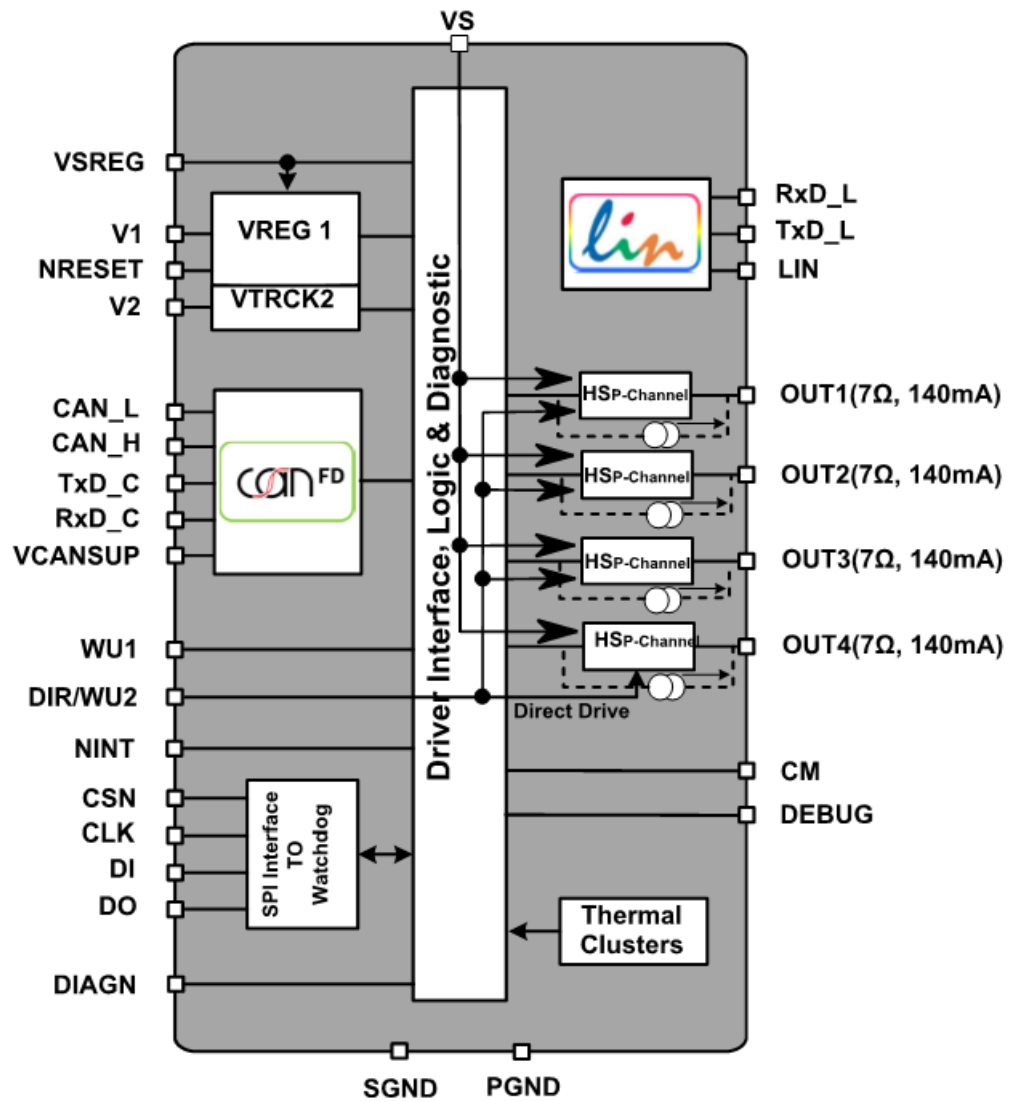 VS
VSREG
V1
NRESET
V2
VREG 1
VTRCK2
CAN_L
CAN_H
TxD_C
RxD_C
VCANSUP
CAN FD
WU1
DIR/WU2
NINT
CSN
CLK
DI
DO
SPI Interface
TO
Watchdog
DIAGN
Driver Interface, Logic & Diagnostic
lin
RxD_L
TxD_L
LIN
HSP-Channel
OUT1(7Ω, 140mA)
HSP-Channel
OUT2(7Ω, 140mA)
HSP-Channel
OUT3(7Ω, 140mA)
HSP-Channel
OUT4(7Ω, 140mA)
Direct Drive
CM
DEBUG
Thermal
Clusters
SGND
PGND